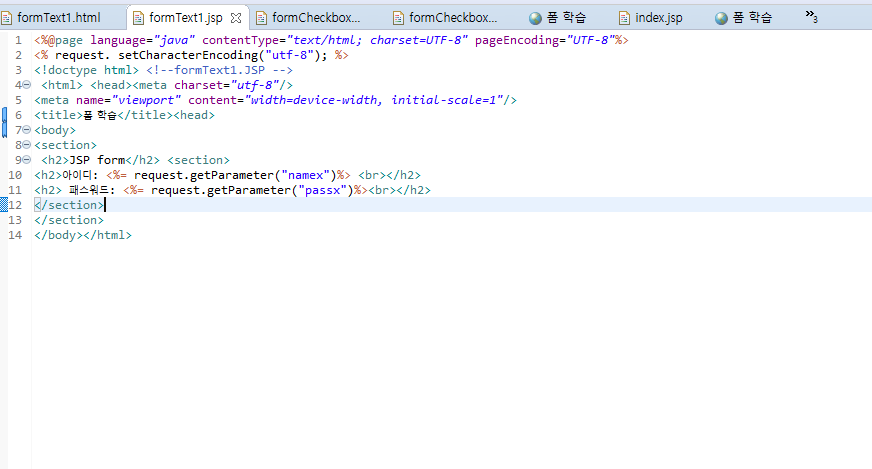 formText1.html formText1.jsp formCheckbox... formCheckbox... 폼 학습 index.jsp 폼 학습 »3
1 <%@page language="java" contentType="text/html; charset=UTF-8" pageEncoding="UTF-8"%>
2 <% request. setCharacterEncoding("utf-8"); %>
3 <!doctype html> <!--formText1.JSP -->
4 <html> <head><meta charset="utf-8"/>
5 <meta name="viewport" content="width=device-width, initial-scale=1"/>
6 <title>폼 학습</title><head>
7 <body>
8 <section>
9 <h2>JSP form</h2> <section>
10 <h2>아이디: <%= request.getParameter("namex")%> <br></h2>
11 <h2> 패스워드: <%= request.getParameter("passx")%><br></h2>
12 </section>
13 </section>
14 </body></html>